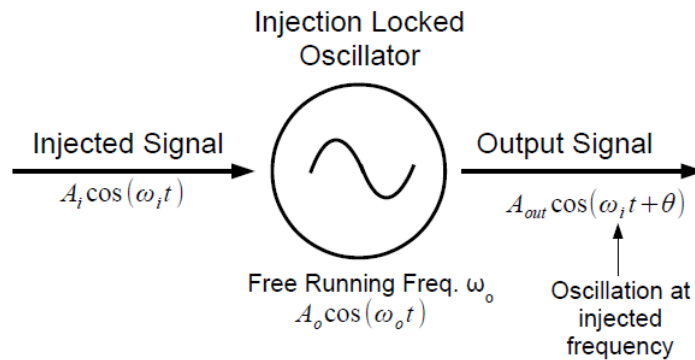 Injection Locked
Oscillator
Injected Signal
Output Signal
A_i cos(ω_i t)
A_out cos(ω_i t+θ)
Free Running Freq. ω_o
A_o cos(ω_o t)
Oscillation at
injected
frequency